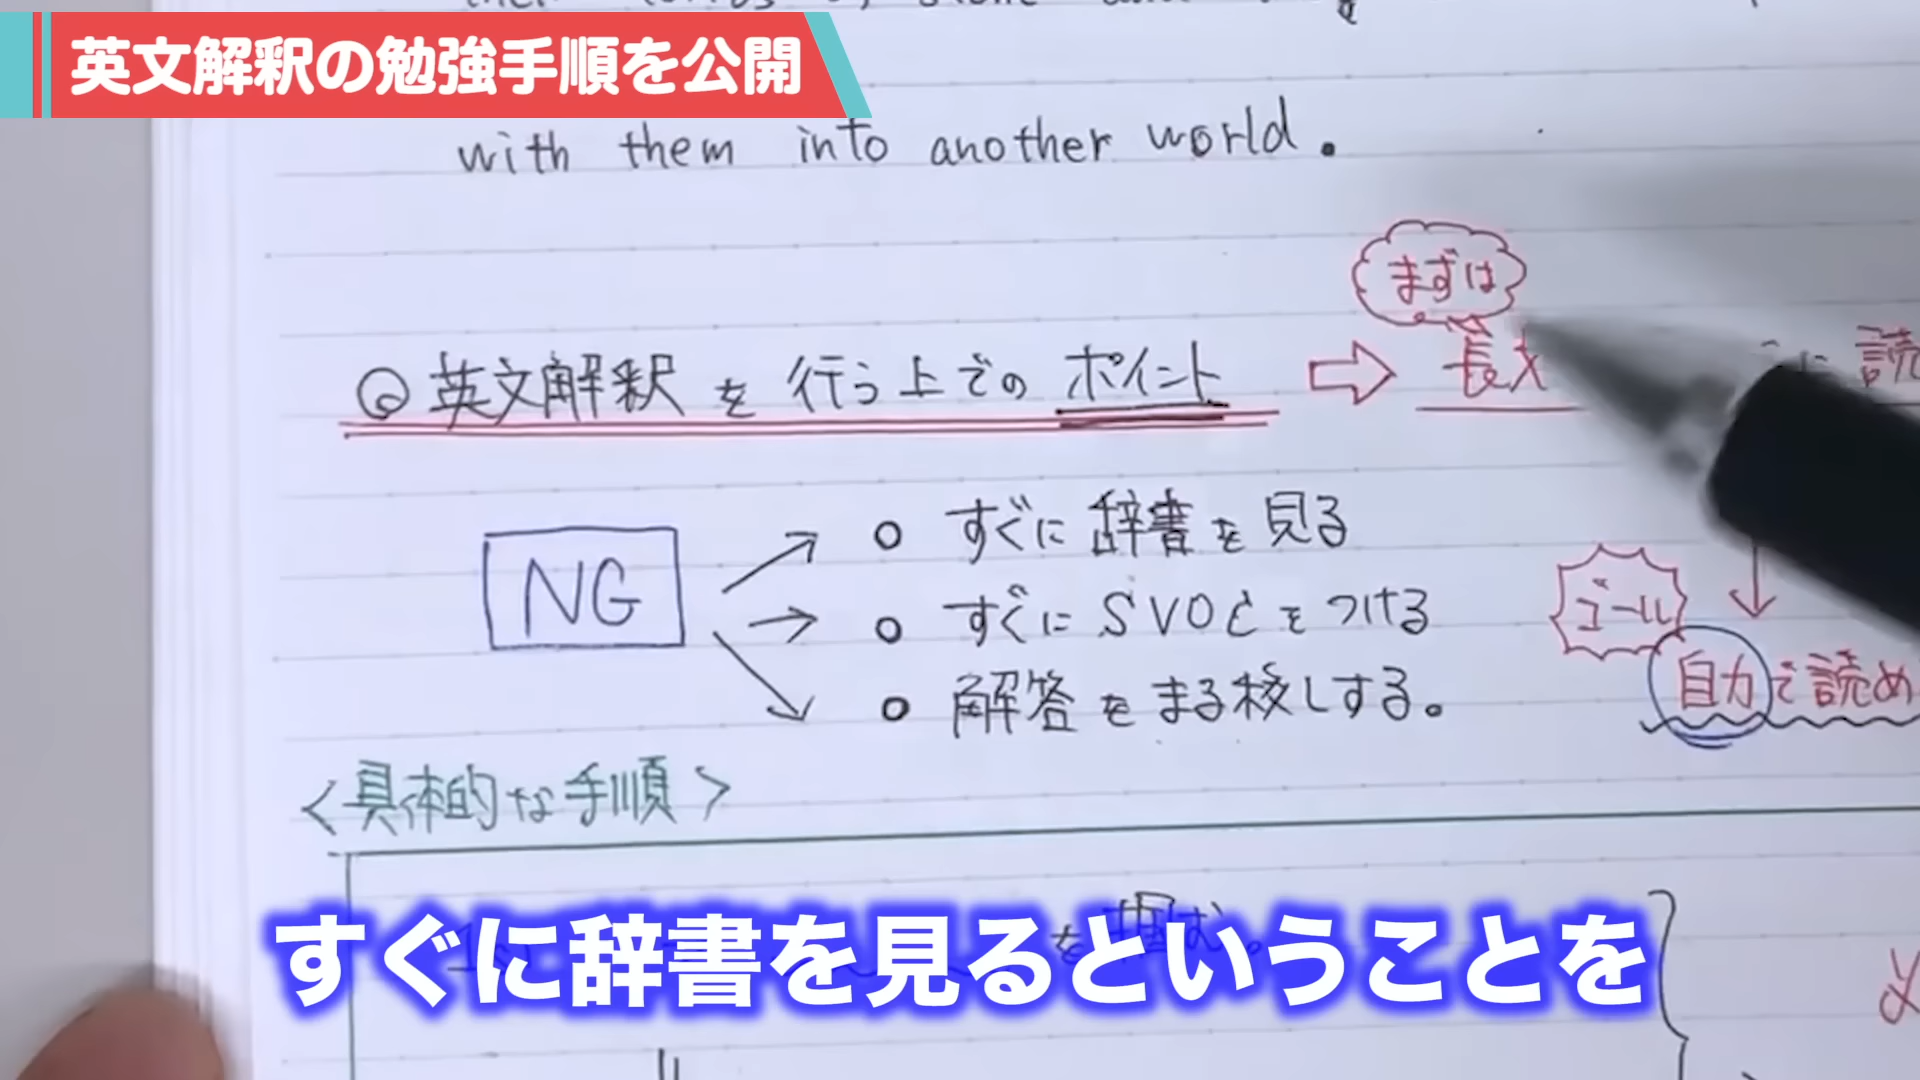 英文解釈の勉強手順を公開
with them into another world.
◎英文解釈を行う上でのポイント
まずは
長文
読
NG
・すぐに辞書を見る
・すぐにSVOCをつける
・解答をまる移しする。
ゴール
自力で読め
<具体的な手順>
すぐに辞書を見るということを